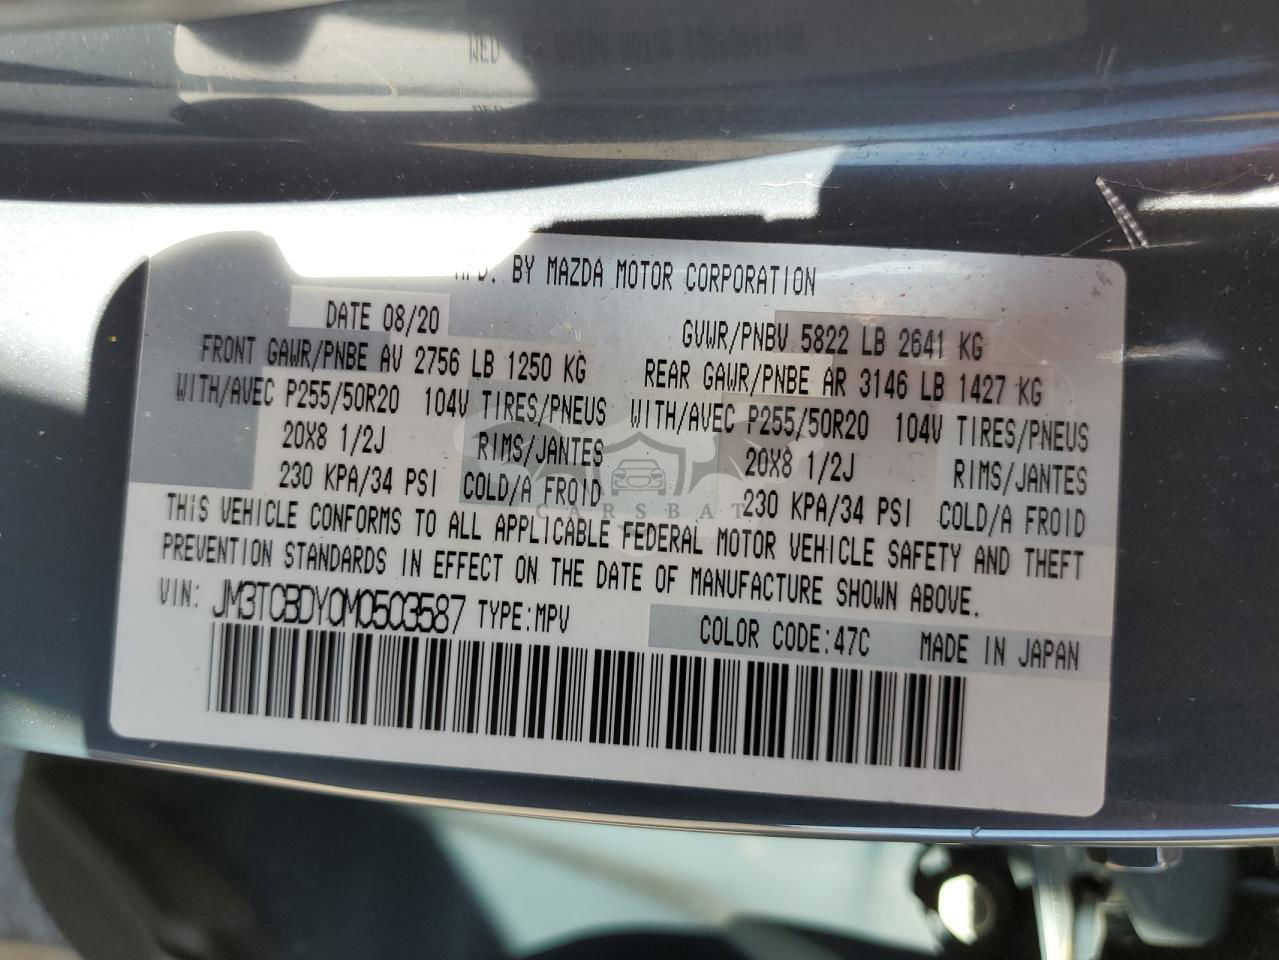 MFD. BY MAZDA MOTOR CORPORATION
DATE 08/20 GVWR/PNBV 5822 LB 2641 KG
FRONT GAWR/PNBE AV 2756 LB 1250 KG REAR GAWR/PNBE AR 3146 LB 1427 KG
WITH/AVEC P255/50R20 104V TIRES/PNEUS WITH/AVEC P255/50R20 104V TIRES/PNEUS
20X8 1/2J RIMS/JANTES 20X8 1/2J RIMS/JANTES
230 KPA/34 PSI COLD/A FROID 230 KPA/34 PSI COLD/A FROID
CARSBAT
THIS VEHICLE CONFORMS TO ALL APPLICABLE FEDERAL MOTOR VEHICLE SAFETY AND THEFT
PREVENTION STANDARDS IN EFFECT ON THE DATE OF MANUFACTURE SHOWN ABOVE.
VIN: JM3TCBDY0M0503587 TYPE:MPV COLOR CODE:47C MADE IN JAPAN